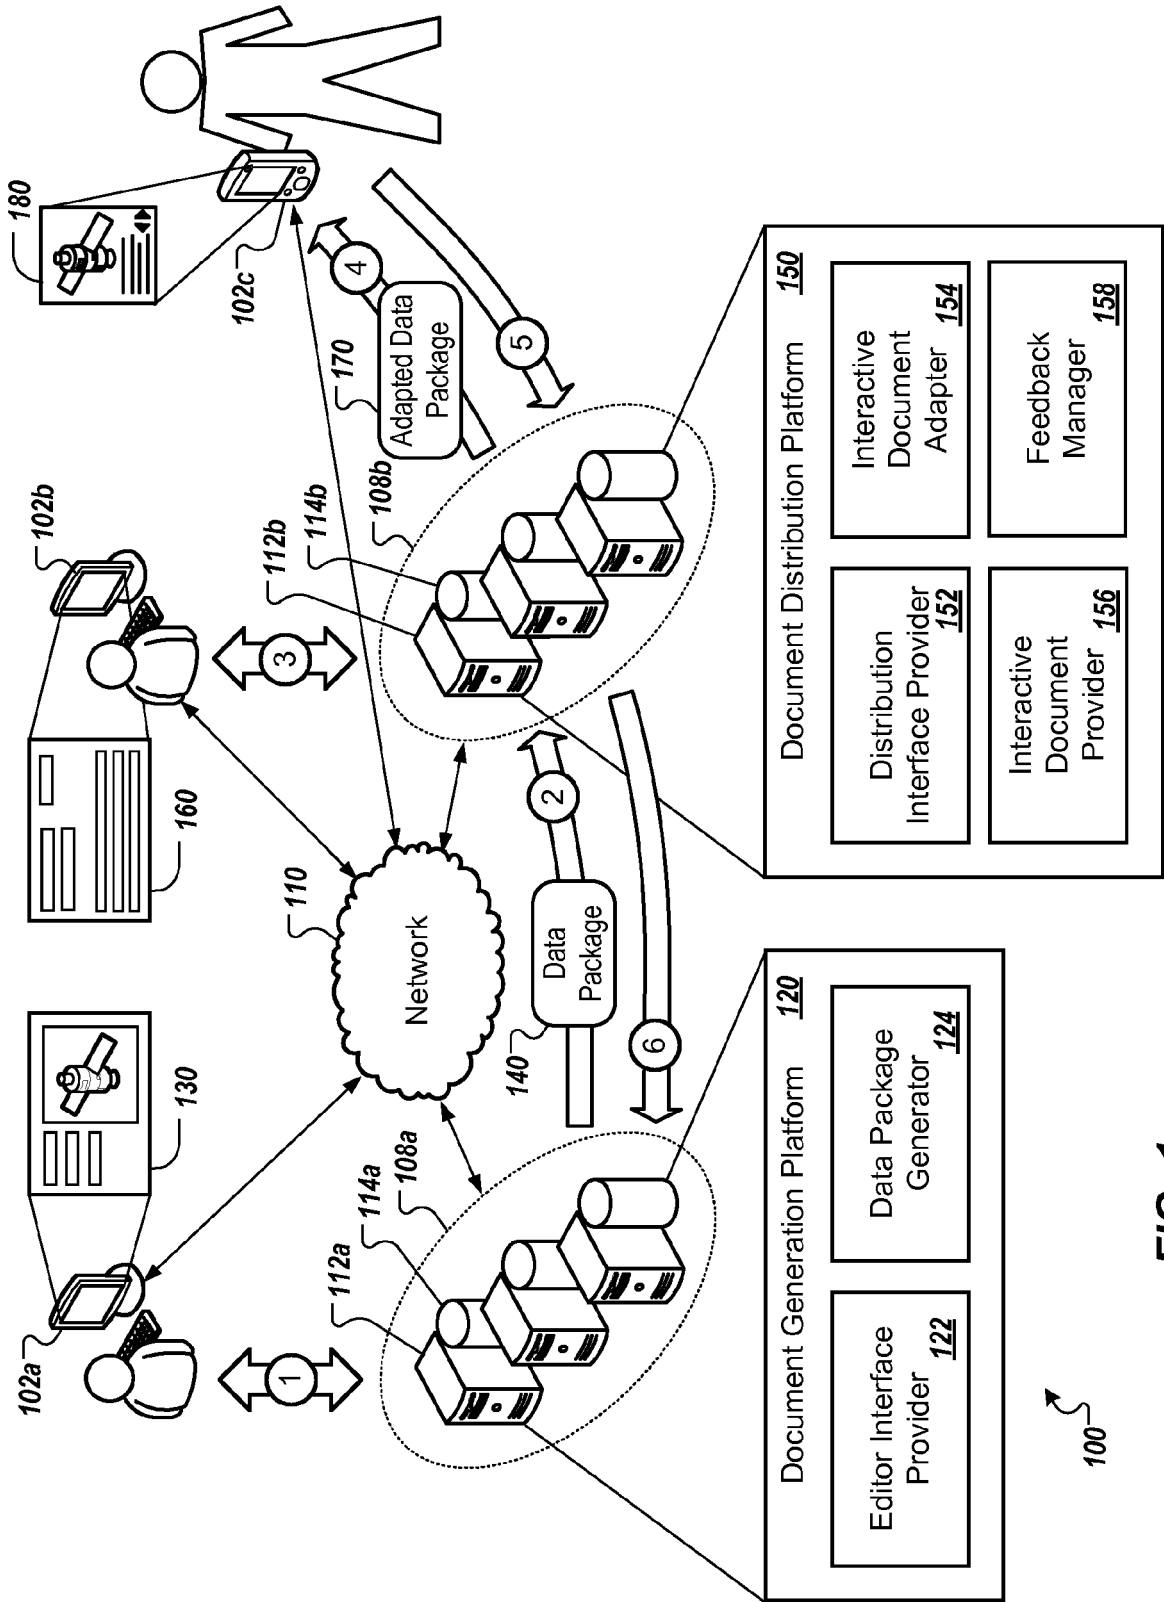 102a
130
160
102b
180
1
3
102c
110
Network
112a
114a
108a
112b
114b
108b
170
Adapted Data
Package
4
5
140
Data
Package
2
6
Document Generation Platform 120
Editor Interface
Provider
122
Data Package
Generator
124
Document Distribution Platform 150
Distribution
Interface Provider
152
Interactive
Document
Adapter
154
Interactive
Document
Provider
156
Feedback
Manager
158
100
FIG. 1